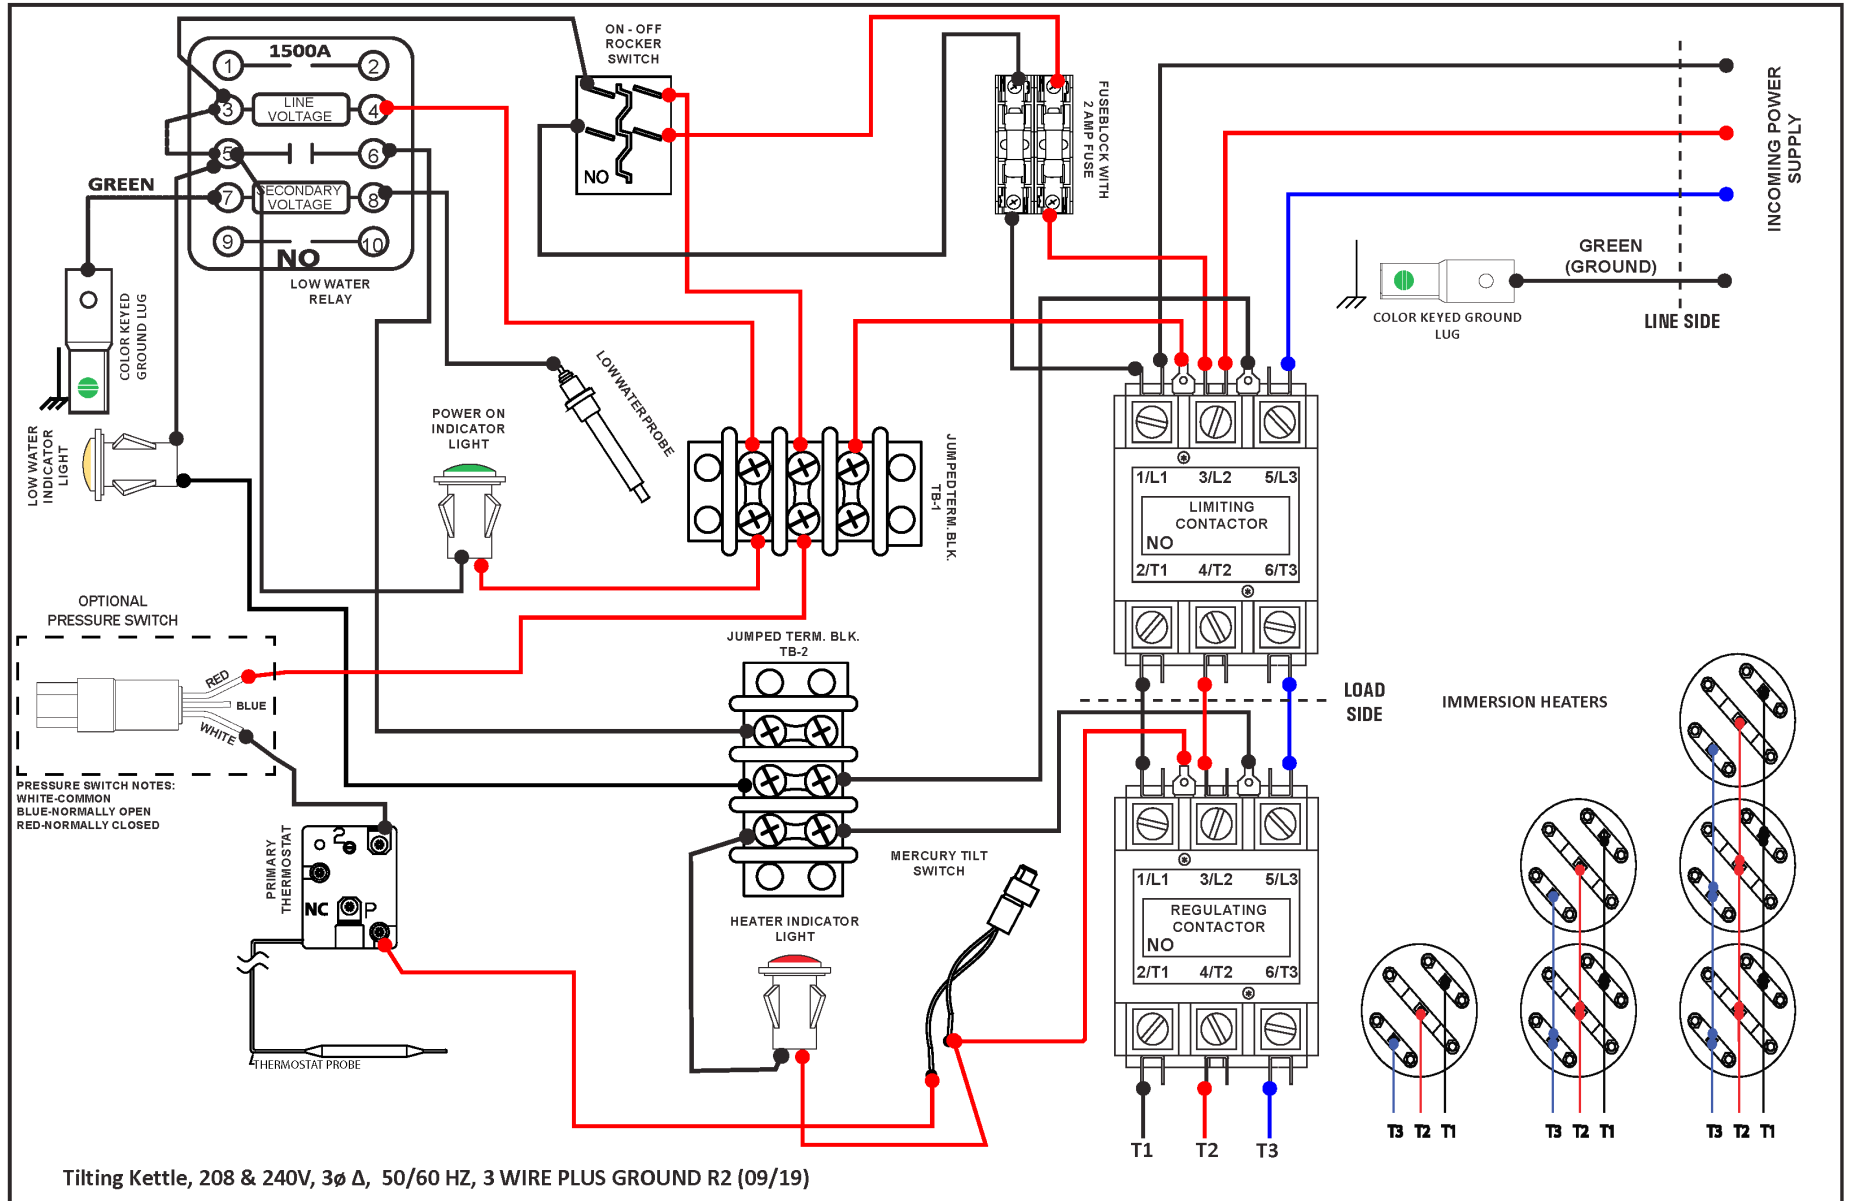 1500A
1
2
3
LINE
VOLTAGE
4
5
6
7
SECONDARY
VOLTAGE
8
9
10
NO
LOW WATER
RELAY
GREEN
COLOR KEYED
GROUND LUG
LOW WATER
INDICATOR
LIGHT
ON - OFF
ROCKER
SWITCH
NO
FUSEBLOCK WITH
2 AMP FUSE
INCOMING POWER
SUPPLY
GREEN
(GROUND)
COLOR KEYED GROUND
LUG
LINE SIDE
POWER ON
INDICATOR
LIGHT
LOW WATER PROBE
JUMPED TERM. BLK.
TB-1
1/L1 3/L2 5/L3
LIMITING
CONTACTOR
NO
2/T1 4/T2 6/T3
OPTIONAL
PRESSURE SWITCH
RED
BLUE
WHITE
PRESSURE SWITCH NOTES:
WHITE-COMMON
BLUE-NORMALLY OPEN
RED-NORMALLY CLOSED
JUMPED TERM. BLK.
TB-2
LOAD
SIDE
IMMERSION HEATERS
PRIMARY
THERMOSTAT
2
NC
P
THERMOSTAT PROBE
MERCURY TILT
SWITCH
HEATER INDICATOR
LIGHT
1/L1 3/L2 5/L3
REGULATING
CONTACTOR
NO
2/T1 4/T2 6/T3
T1 T2 T3
T3 T2 T1
T3 T2 T1
T3 T2 T1
Tilting Kettle, 208 & 240V, 3ø Δ, 50/60 HZ, 3 WIRE PLUS GROUND R2 (09/19)